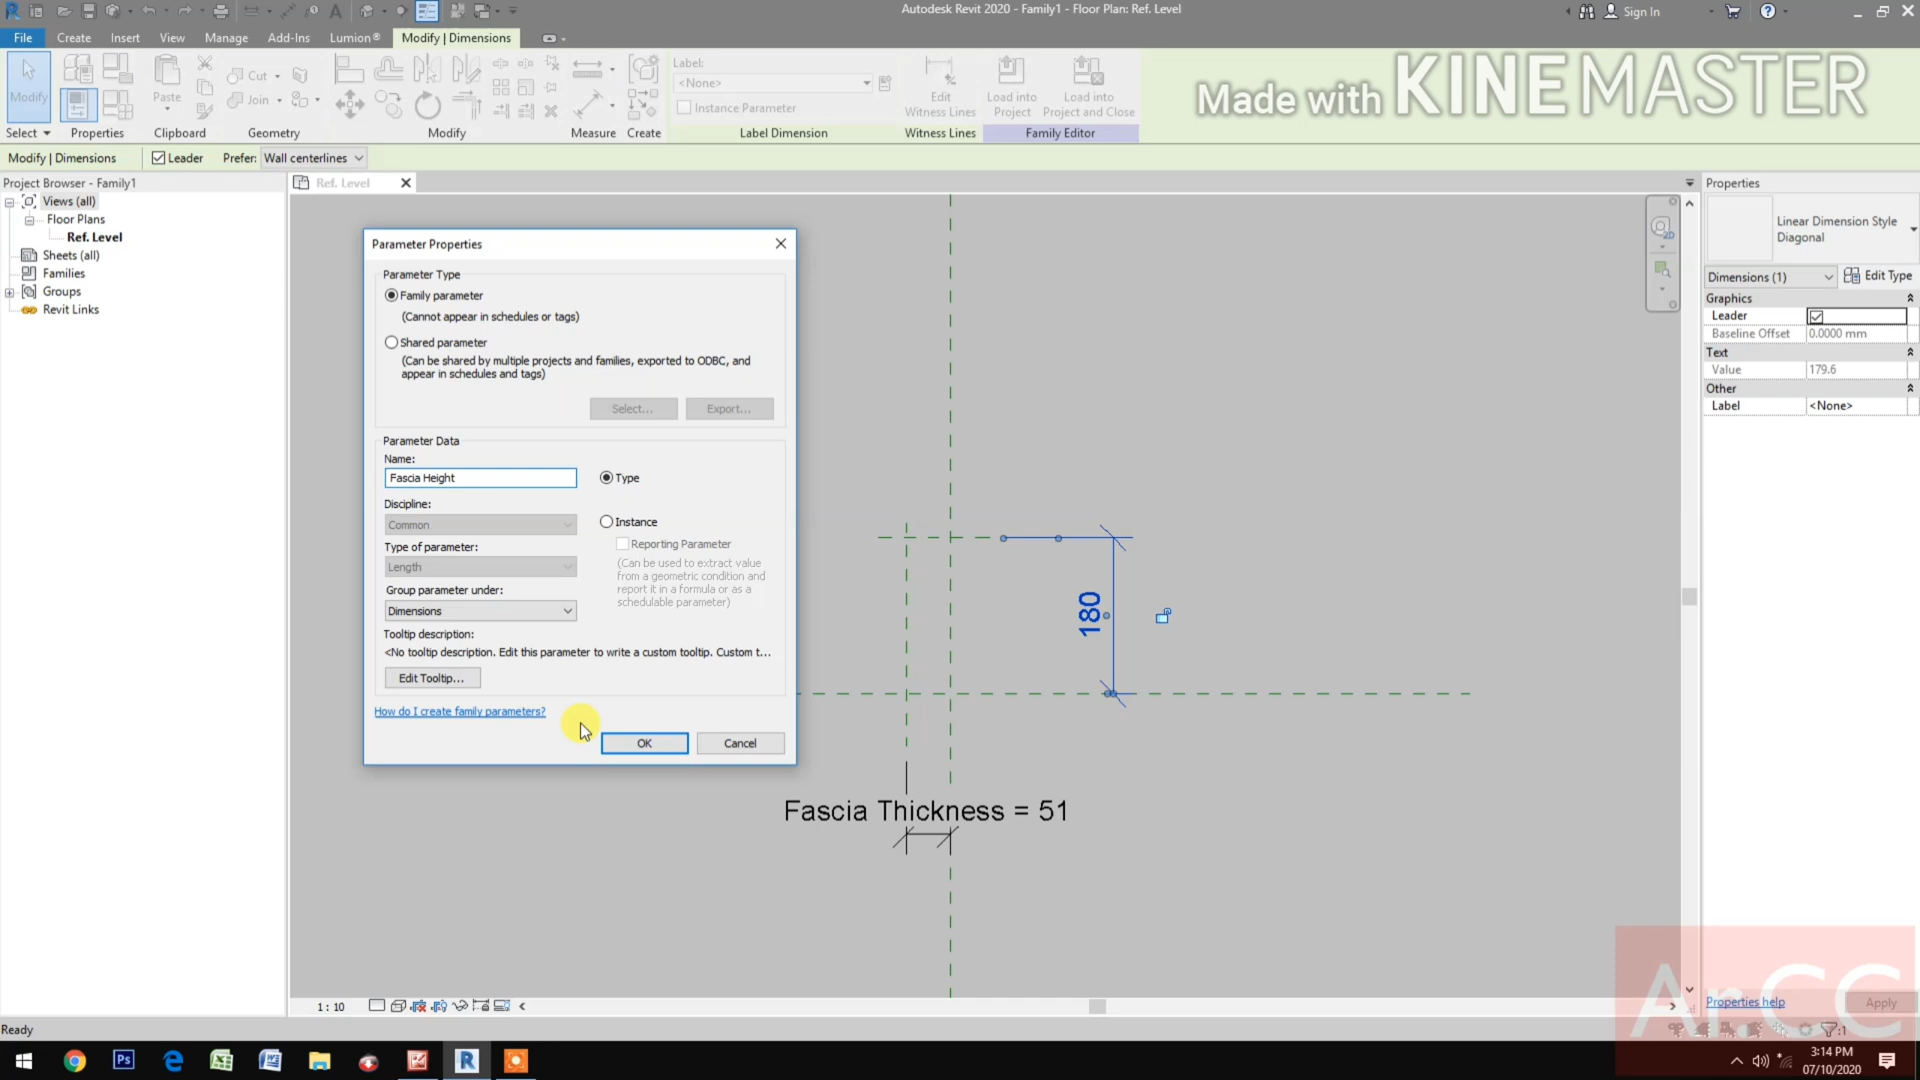 Autodesk Revit 2020 - Family1 - Floor Plan: Ref. Level
Sign In
File
Create
Insert
View
Manage
Add-Ins
Lumion®
Modify | Dimensions
Modify
Paste
Cut
Join
Label:
<None>
Instance Parameter
Edit
Witness Lines
Load into
Project
Load into
Project and Close
Made with KINEMASTER
Select
Properties
Clipboard
Geometry
Modify
Measure
Create
Label Dimension
Witness Lines
Family Editor
Modify | Dimensions
Leader
Prefer:
Wall centerlines
Project Browser - Family1
Views (all)
Floor Plans
Ref. Level
Sheets (all)
Families
Groups
Revit Links
Ref. Level
Parameter Properties
Parameter Type
Family parameter
(Cannot appear in schedules or tags)
Shared parameter
(Can be shared by multiple projects and families, exported to ODBC, and
appear in schedules and tags)
Select...
Export...
Parameter Data
Name:
Fascia Height
Type
Discipline:
Common
Instance
Type of parameter:
Length
Reporting Parameter
(Can be used to extract value
from a geometric condition and
report it in a formula or as a
schedulable parameter)
Group parameter under:
Dimensions
Tooltip description:
<No tooltip description. Edit this parameter to write a custom tooltip. Custom t...
Edit Tooltip...
How do I create family parameters?
OK
Cancel
180
Fascia Thickness = 51
2D
Properties
Linear Dimension Style
Diagonal
Dimensions (1)
Edit Type
Graphics
Leader
Baseline Offset
0.0000 mm
Text
Value
179.6
Other
Label
<None>
1 : 10
Properties help
Apply
ArCC
Ready
:1
3:14 PM
07/10/2020